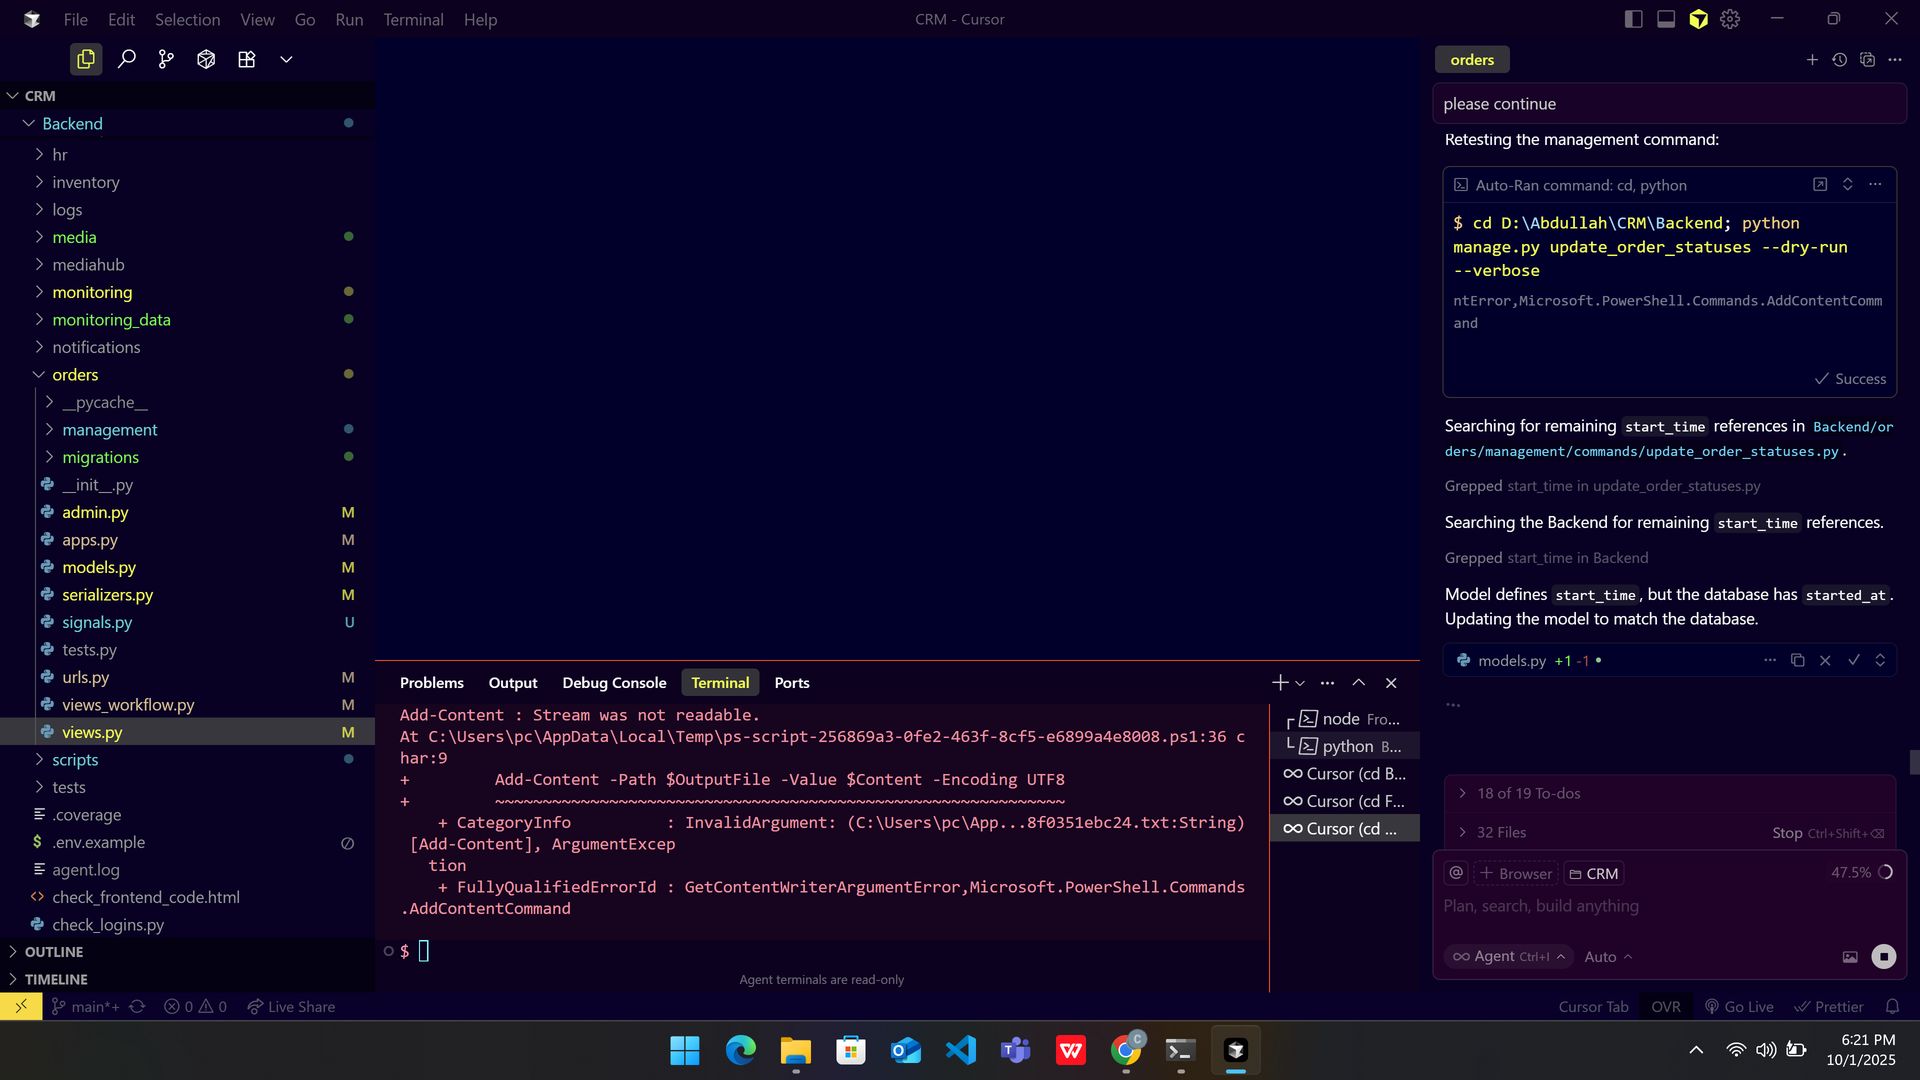 File Edit Selection View Go Run Terminal Help
CRM - Cursor
CRM
Backend
hr
inventory
logs
media
mediahub
monitoring
monitoring_data
notifications
orders
__pycache__
management
migrations
__init__.py
admin.py M
apps.py M
models.py M
serializers.py M
signals.py U
tests.py
urls.py M
views_workflow.py M
views.py M
scripts
tests
.coverage
$ .env.example
agent.log
check_frontend_code.html
check_logins.py
OUTLINE
TIMELINE
Problems Output Debug Console Terminal Ports
Add-Content : Stream was not readable.
At C:\Users\pc\AppData\Local\Temp\ps-script-256869a3-0fe2-463f-8cf5-e6899a4e8008.ps1:36 c
har:9
+         Add-Content -Path $OutputFile -Value $Content -Encoding UTF8
+         ~~~~~~~~~~~~~~~~~~~~~~~~~~~~~~~~~~~~~~~~~~~~~~~~~~~~~~~~~~~~
    + CategoryInfo          : InvalidArgument: (C:\Users\pc\App...8f0351ebc24.txt:String)
 [Add-Content], ArgumentExcep
   tion
    + FullyQualifiedErrorId : GetContentWriterArgumentError,Microsoft.PowerShell.Commands
.AddContentCommand
$
Agent terminals are read-only
node Fro...
python B...
Cursor (cd B...
Cursor (cd F...
Cursor (cd ...
orders
please continue
Retesting the management command:
Auto-Ran command: cd, python
$ cd D:\Abdullah\CRM\Backend; python
manage.py update_order_statuses --dry-run
--verbose
ntError,Microsoft.PowerShell.Commands.AddContentComm
and
Success
Searching for remaining start_time references in Backend/or
ders/management/commands/update_order_statuses.py.
Grepped start_time in update_order_statuses.py
Searching the Backend for remaining start_time references.
Grepped start_time in Backend
Model defines start_time, but the database has started_at.
Updating the model to match the database.
models.py +1 -1
18 of 19 To-dos
32 Files Stop Ctrl+Shift+⌫
@ + Browser CRM 47.5%
Plan, search, build anything
Agent Ctrl+I Auto
main*+ 0 0 Live Share
Cursor Tab OVR Go Live Prettier
C
6:21 PM
10/1/2025